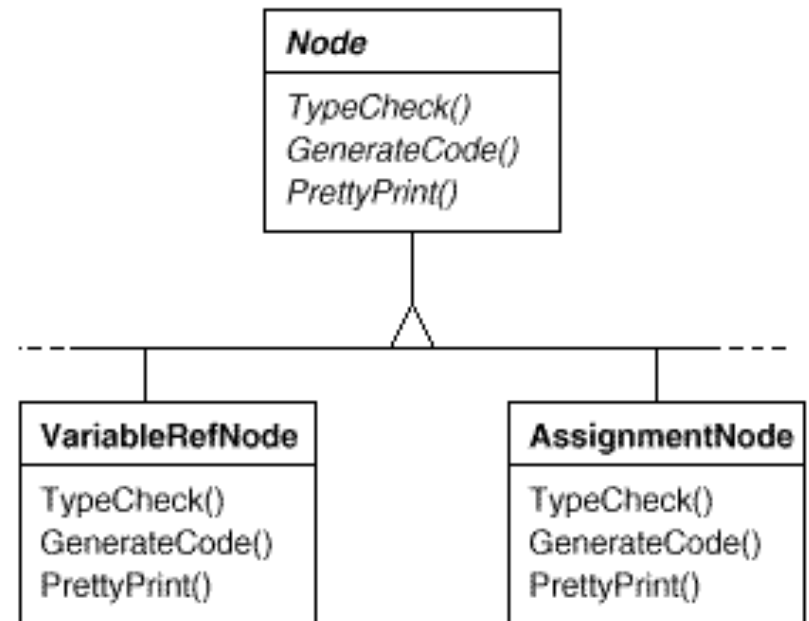 Node
TypeCheck()
GenerateCode()
PrettyPrint()
VariableRefNode
TypeCheck()
GenerateCode()
PrettyPrint()
AssignmentNode
TypeCheck()
GenerateCode()
PrettyPrint()